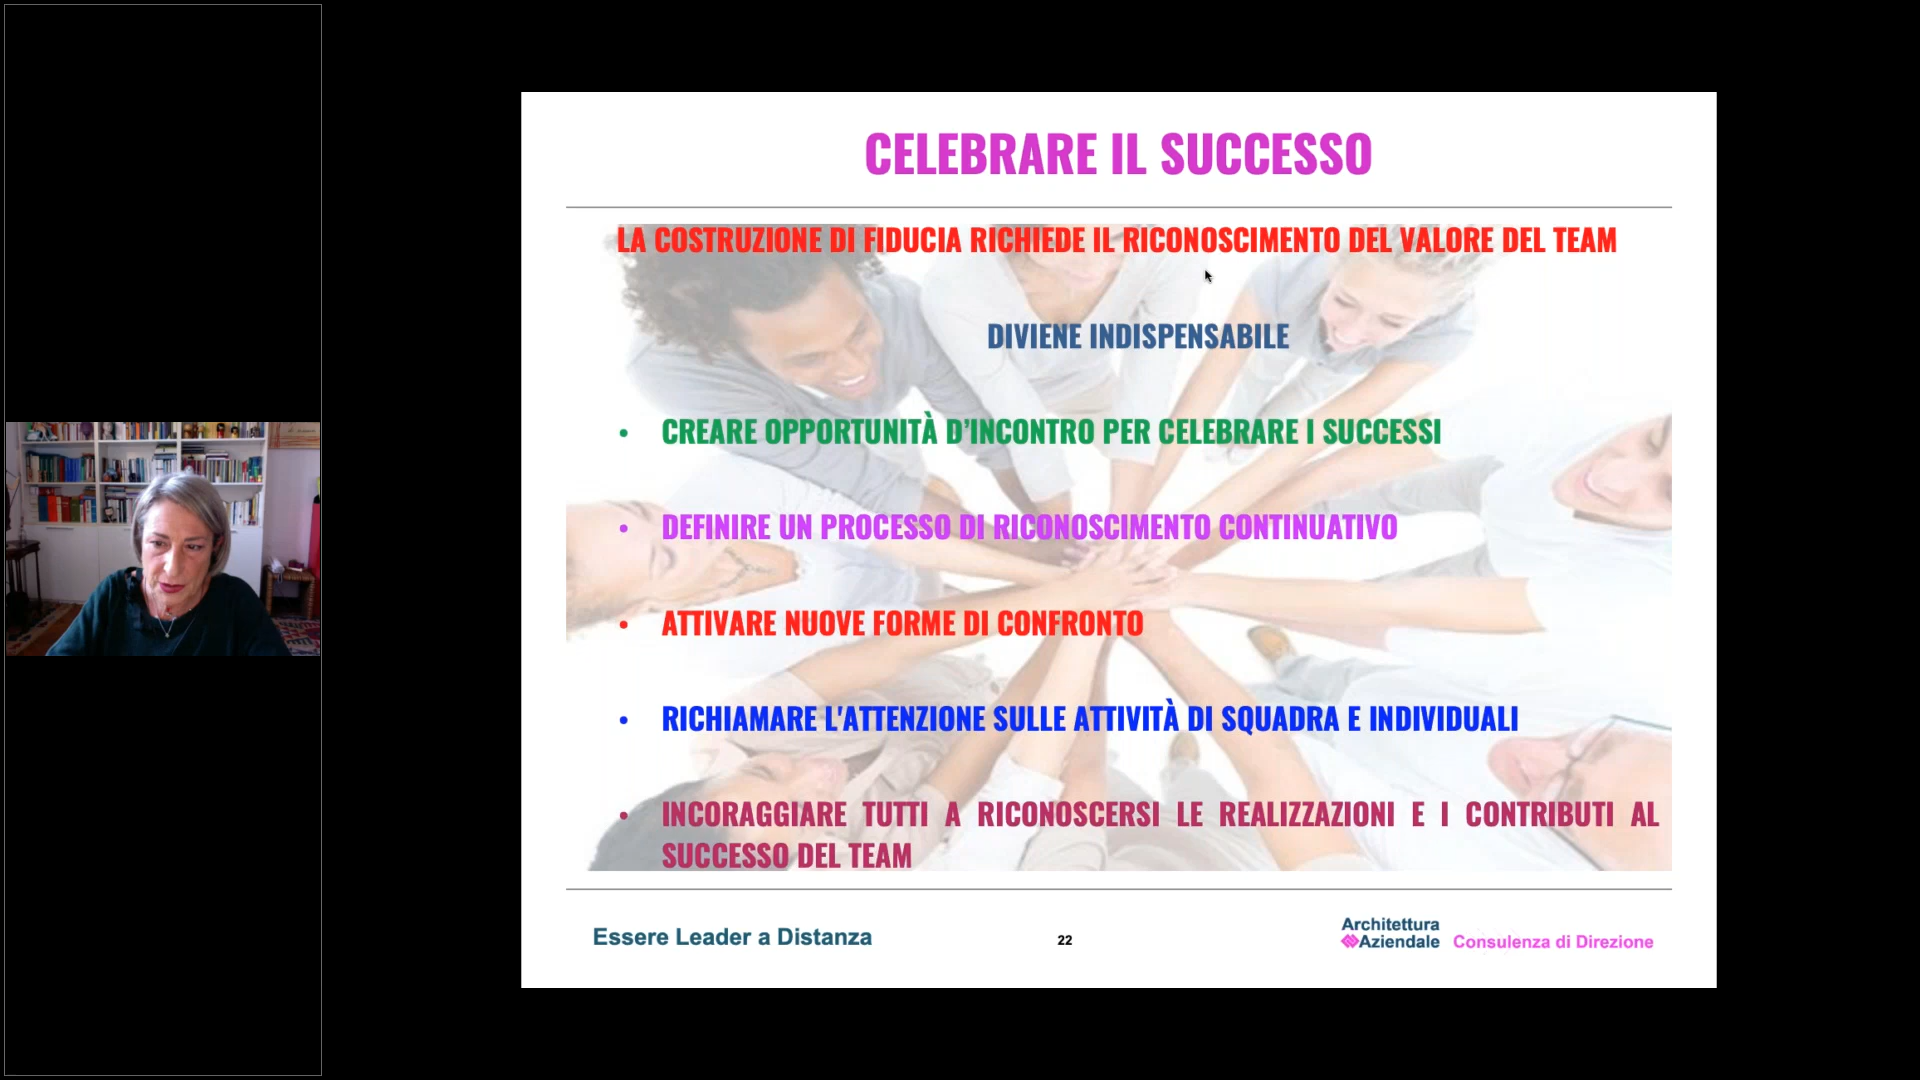 CELEBRARE IL SUCCESSO
LA COSTRUZIONE DI FIDUCIA RICHIEDE IL RICONOSCIMENTO DEL VALORE DEL TEAM
DIVIENE INDISPENSABILE
• CREARE OPPORTUNITÀ D’INCONTRO PER CELEBRARE I SUCCESSI
• DEFINIRE UN PROCESSO DI RICONOSCIMENTO CONTINUATIVO
• ATTIVARE NUOVE FORME DI CONFRONTO
• RICHIAMARE L'ATTENZIONE SULLE ATTIVITÀ DI SQUADRA E INDIVIDUALI
• INCORAGGIARE TUTTI A RICONOSCERSI LE REALIZZAZIONI E I CONTRIBUTI AL
SUCCESSO DEL TEAM
Essere Leader a Distanza
22
Architettura
Aziendale Consulenza di Direzione